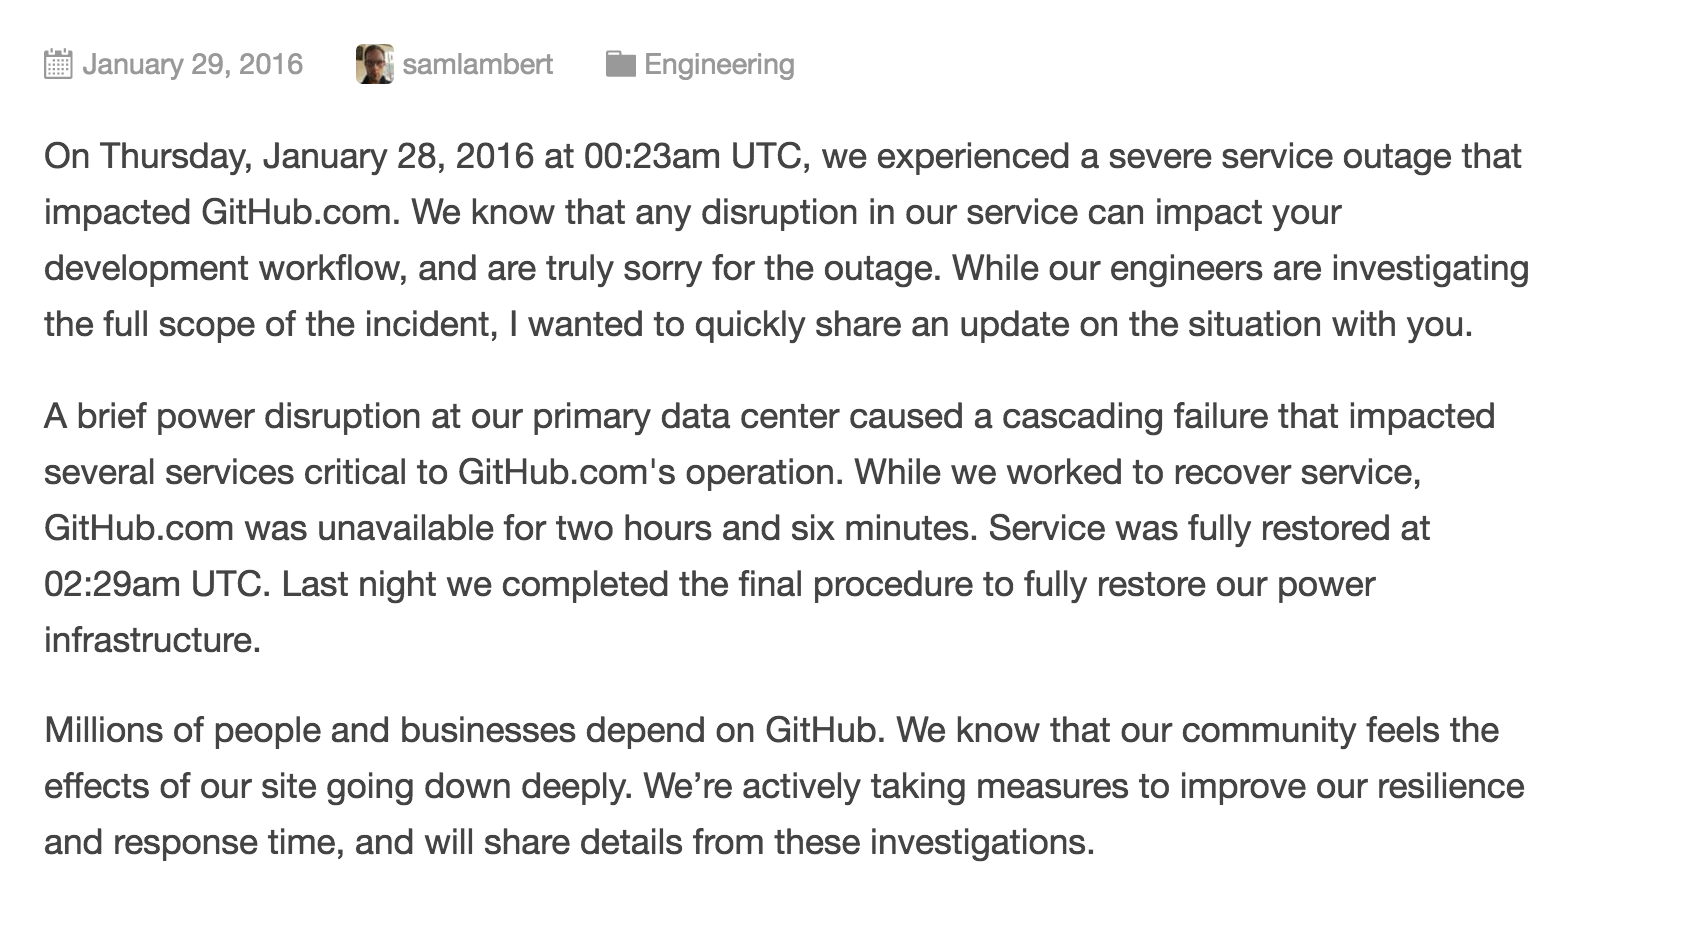 January 29, 2016 samlambert Engineering
On Thursday, January 28, 2016 at 00:23am UTC, we experienced a severe service outage that
impacted GitHub.com. We know that any disruption in our service can impact your
development workflow, and are truly sorry for the outage. While our engineers are investigating
the full scope of the incident, I wanted to quickly share an update on the situation with you.
A brief power disruption at our primary data center caused a cascading failure that impacted
several services critical to GitHub.com's operation. While we worked to recover service,
GitHub.com was unavailable for two hours and six minutes. Service was fully restored at
02:29am UTC. Last night we completed the final procedure to fully restore our power
infrastructure.
Millions of people and businesses depend on GitHub. We know that our community feels the
effects of our site going down deeply. We’re actively taking measures to improve our resilience
and response time, and will share details from these investigations.